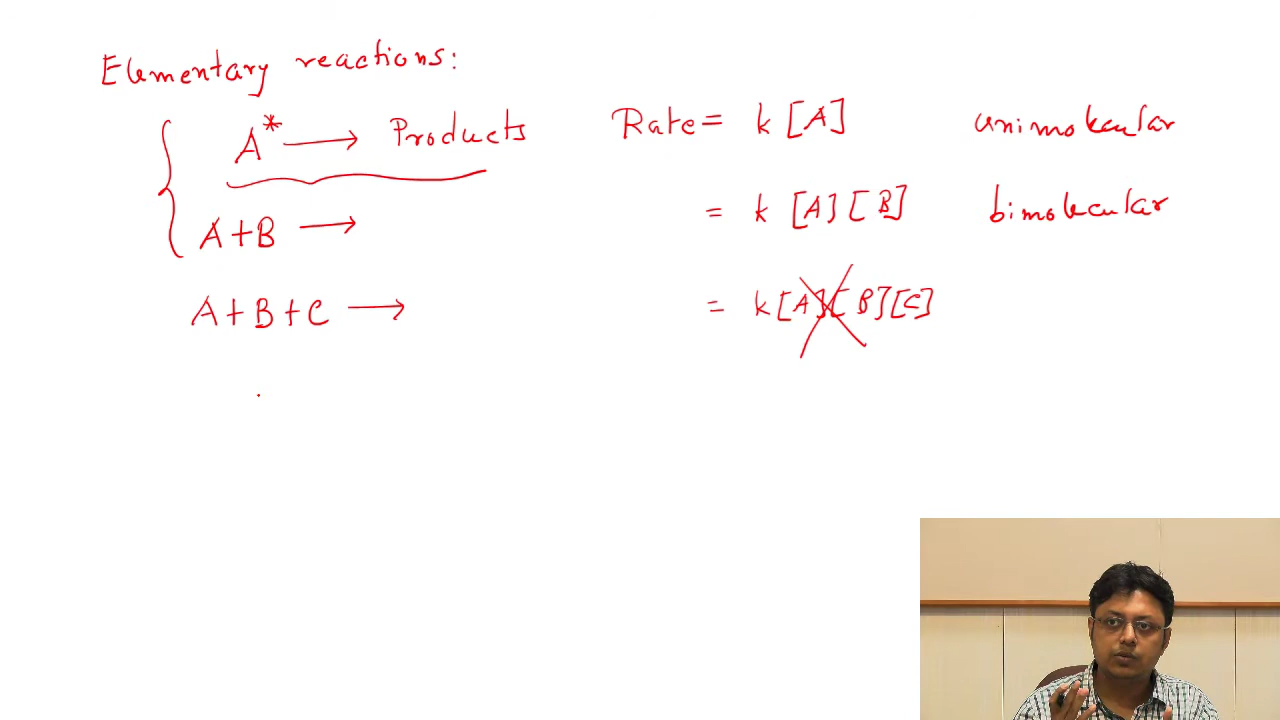 Elementary reactions:
A* ⟶ Products Rate = k [A] unimolecular
A+B ⟶ = k [A][B] bimolecular
A+B+C ⟶ = k[A][B][C]